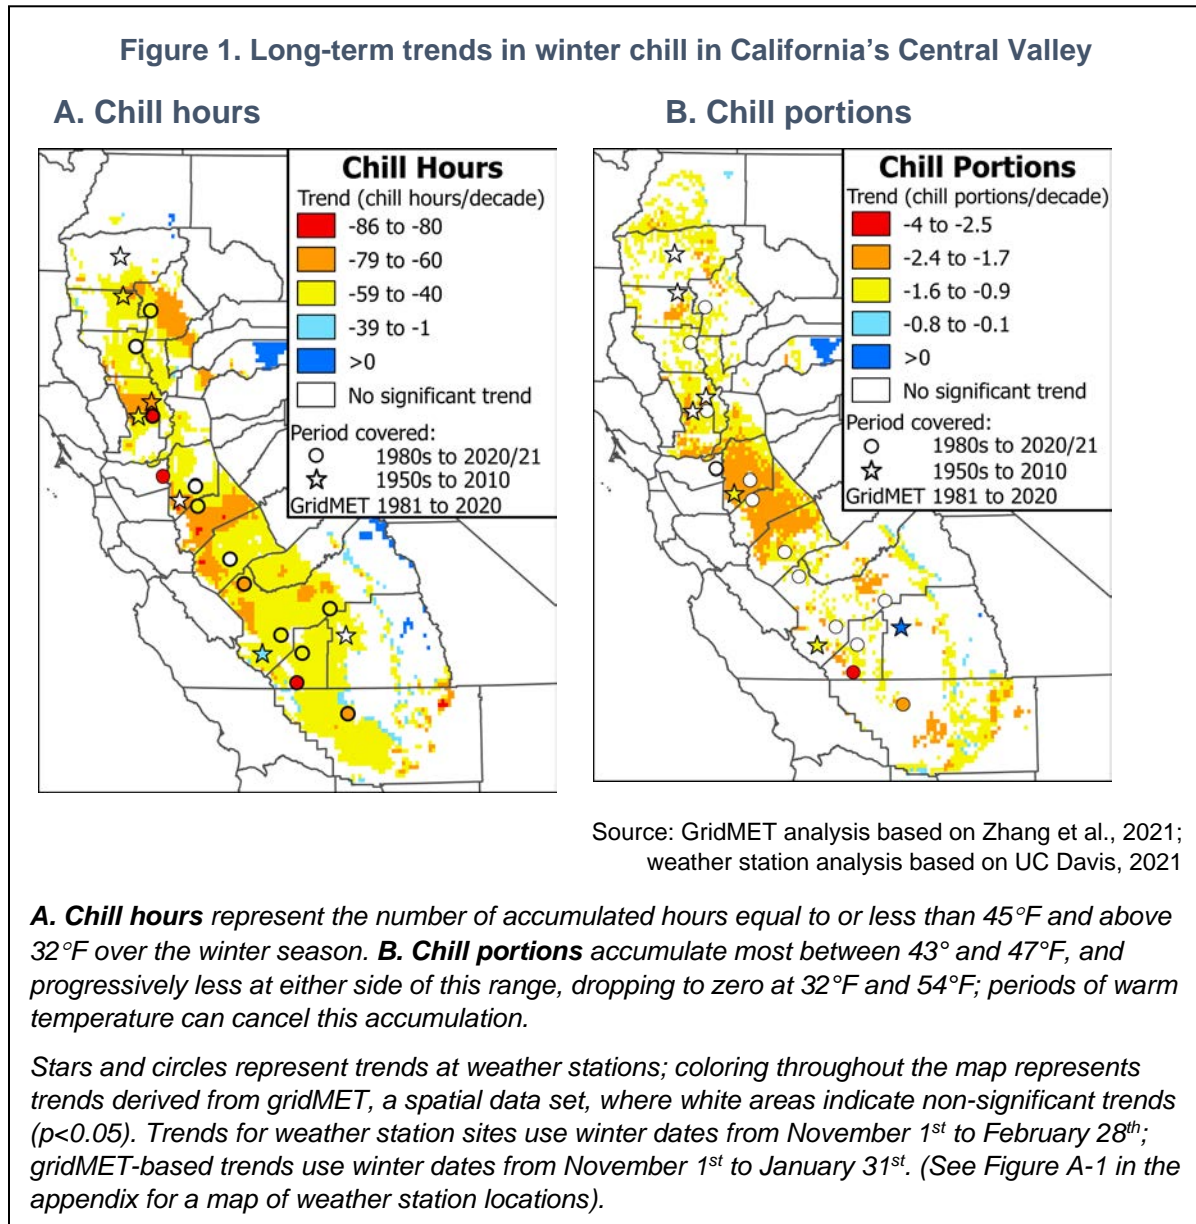 Figure 1. Long-term trends in winter chill in California's Central Valley
A. Chill hours
B. Chill portions
Chill Hours
Trend (chill hours/decade)
-86 to -80
-79 to -60
-59 to -40
-39 to -1
>0
No significant trend
Period covered:
1980s to 2020/21
1950s to 2010
GridMET 1981 to 2020
Chill Portions
Trend (chill portions/decade)
-4 to -2.5
-2.4 to -1.7
-1.6 to -0.9
-0.8 to -0.1
>0
No significant trend
Period covered:
1980s to 2020/21
1950s to 2010
GridMET 1981 to 2020
Source: GridMET analysis based on Zhang et al., 2021;
weather station analysis based on UC Davis, 2021
A. Chill hours represent the number of accumulated hours equal to or less than 45°F and above
32°F over the winter season. B. Chill portions accumulate most between 43° and 47°F, and
progressively less at either side of this range, dropping to zero at 32°F and 54°F; periods of warm
temperature can cancel this accumulation.
Stars and circles represent trends at weather stations; coloring throughout the map represents
trends derived from gridMET, a spatial data set, where white areas indicate non-significant trends
(p<0.05). Trends for weather station sites use winter dates from November 1st to February 28th;
gridMET-based trends use winter dates from November 1st to January 31st. (See Figure A-1 in the
appendix for a map of weather station locations).